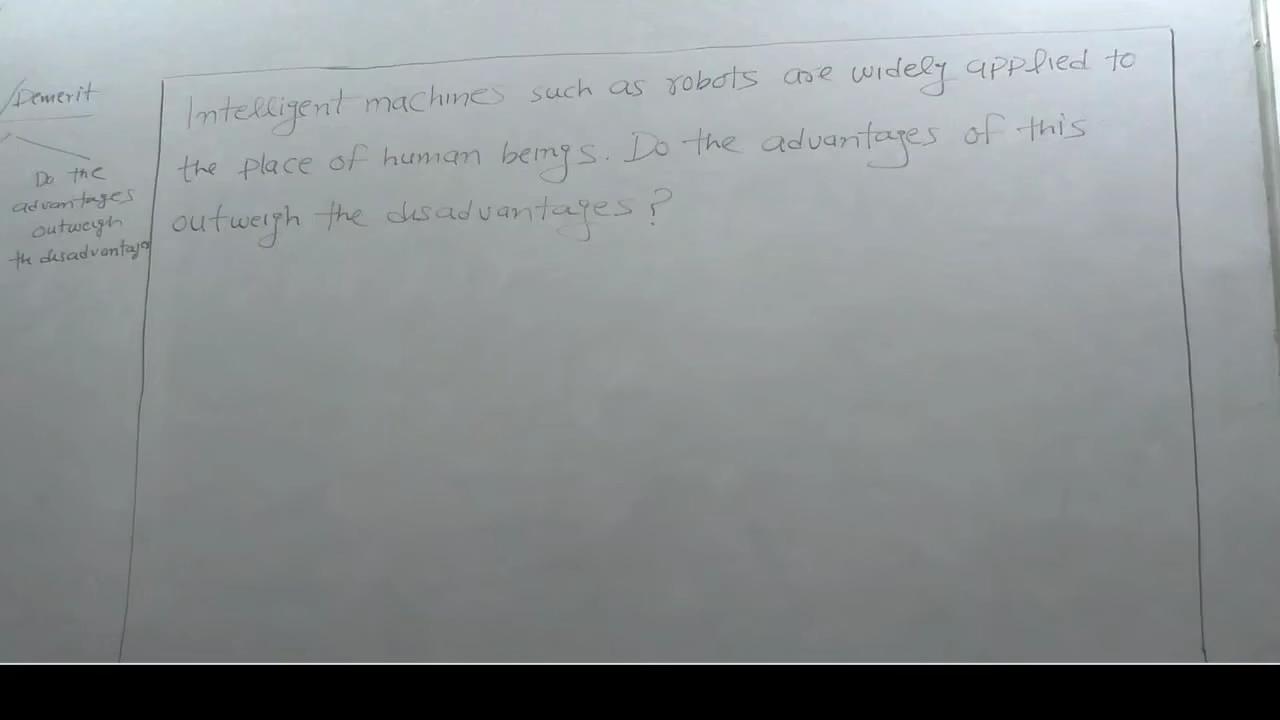 /Demerit
Do the
advantages
outweigh
the disadvantages
Intelligent machines such as robots are widely applied to
the place of human beings. Do the advantages of this
outweigh the disadvantages?